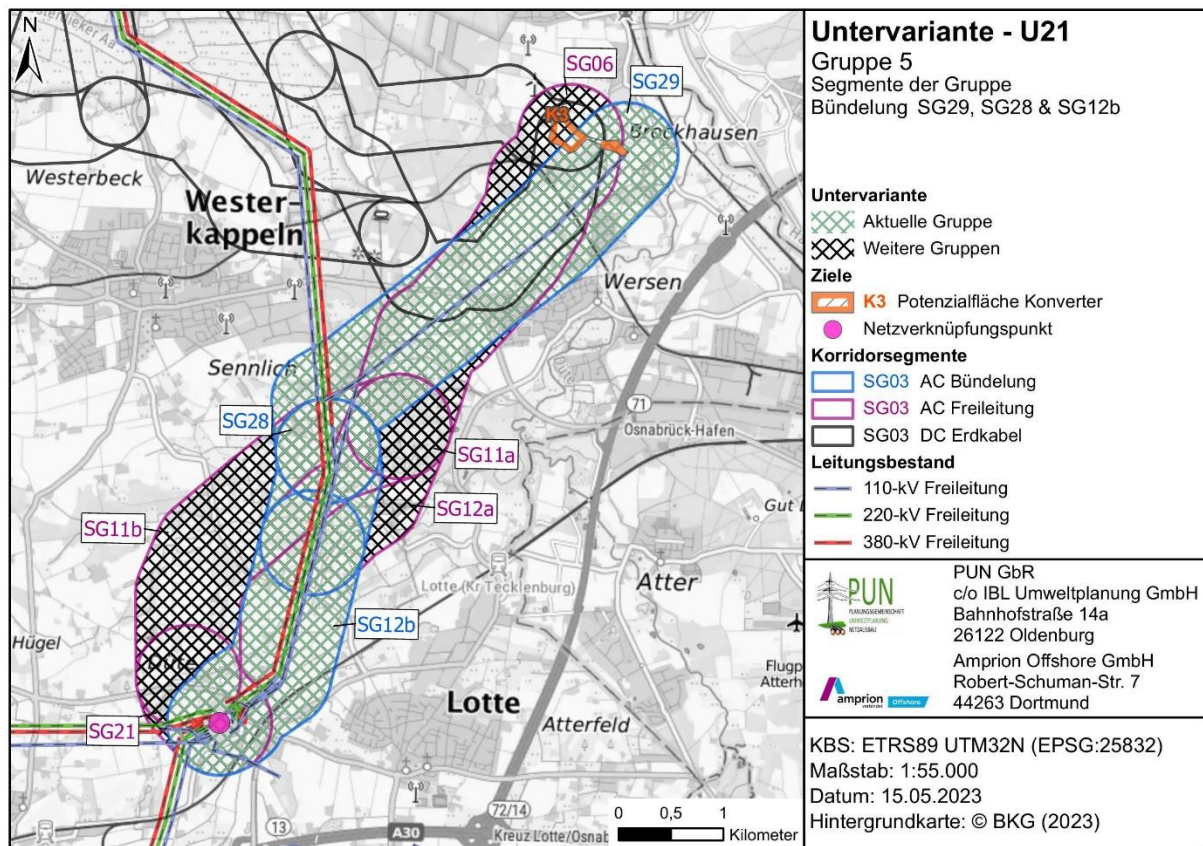 N
Westerbeck
Wester-
kappeln
SG06
SG29
K3
Brockhausen
Wersen
Sennlich
Düte
SG28
71
Osnabrück-Hafen
SG11a
SG12a
SG11b
Gut
Lotte (Kr Tecklenburg)
Atter
SG12b
Hügel
Flugp
Atterh
SG21
Lotte
Atterfeld
13
72/14
A30
Kreuz Lotte/Osnab
0 0,5 1
Kilometer
Untervariante - U21
Gruppe 5
Segmente der Gruppe
Bündelung SG29, SG28 & SG12b
Untervariante
Aktuelle Gruppe
Weitere Gruppen
Ziele
K3 Potenzialfläche Konverter
Netzverknüpfungspunkt
Korridorsegmente
SG03 AC Bündelung
SG03 AC Freileitung
SG03 DC Erdkabel
Leitungsbestand
110-kV Freileitung
220-kV Freileitung
380-kV Freileitung
PUN
PLANUNGSGEMEINSCHAFT
UMWELTPLANUNG
NETZAUSBAU
PUN GbR
c/o IBL Umweltplanung GmbH
Bahnhofstraße 14a
26122 Oldenburg
amprion
verbindet
Offshore
Amprion Offshore GmbH
Robert-Schuman-Str. 7
44263 Dortmund
KBS: ETRS89 UTM32N (EPSG:25832)
Maßstab: 1:55.000
Datum: 15.05.2023
Hintergrundkarte: © BKG (2023)